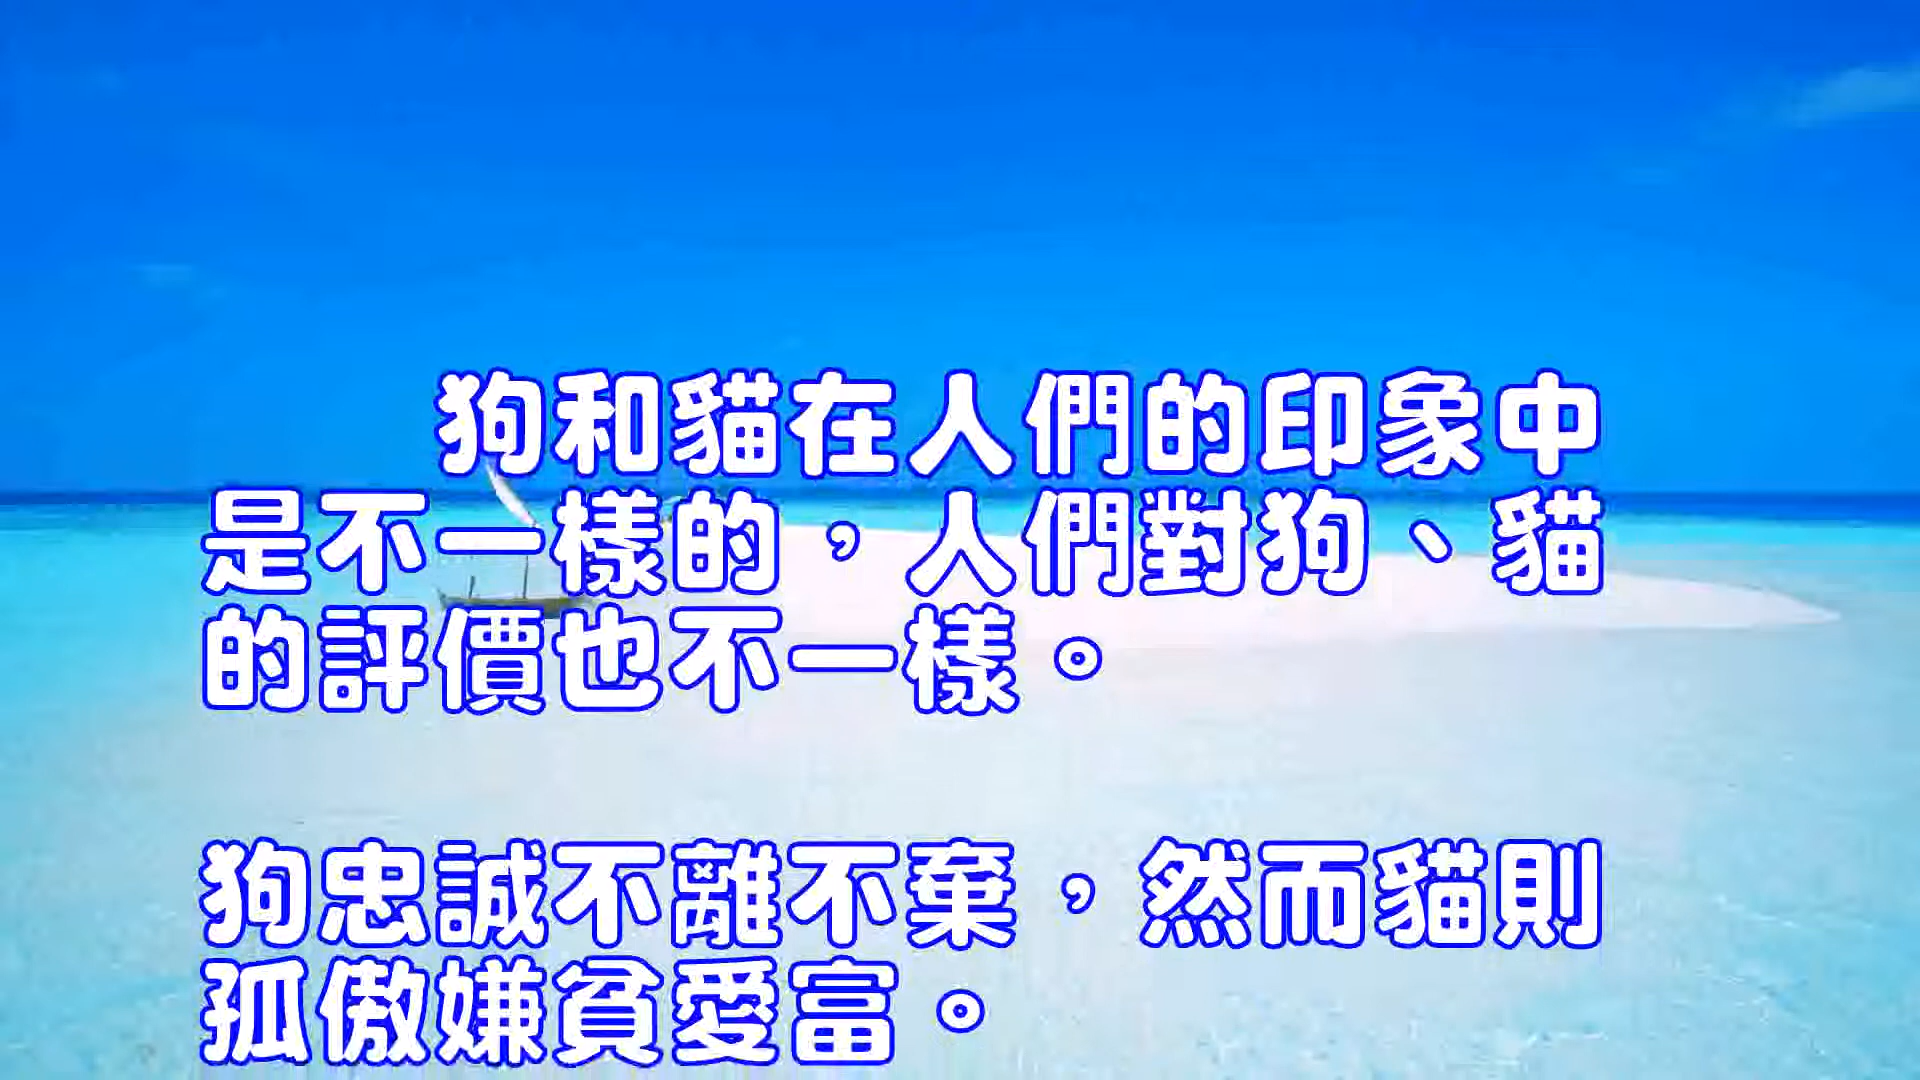 狗和貓在人們的印象中
是不一樣的，人們對狗、貓
的評價也不一樣。
狗忠誠不離不棄，然而貓則
孤傲嫌貧愛富。